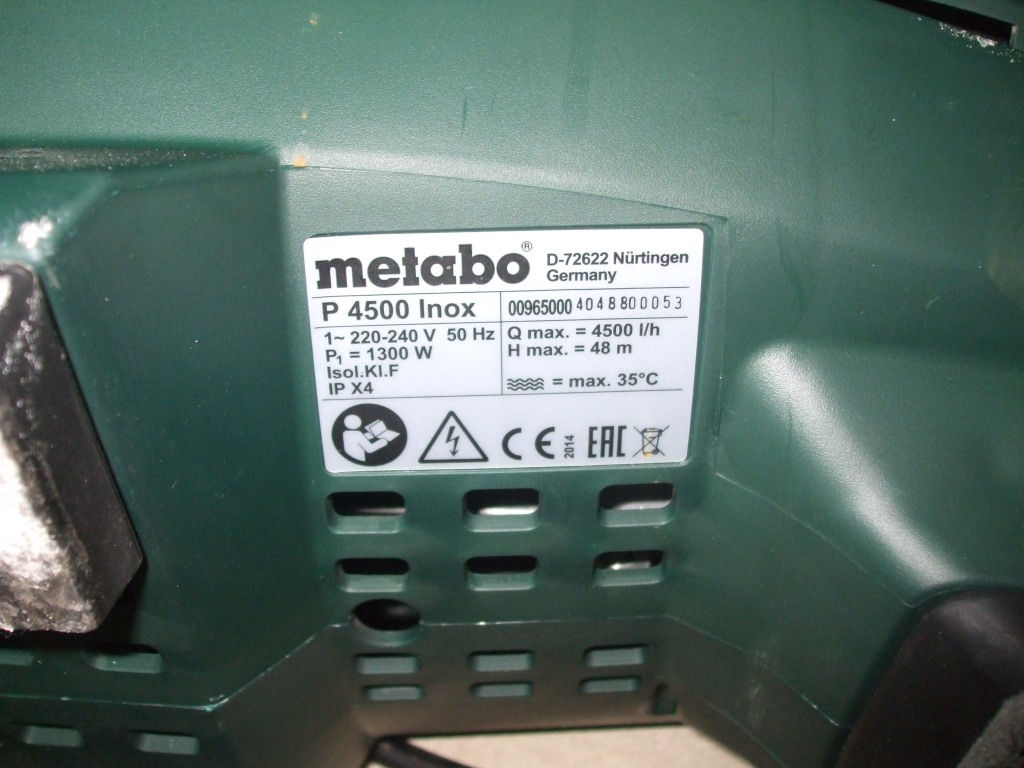 metabo®
D-72622 Nürtingen
Germany
P 4500 Inox
00965000 4048800053
1~ 220-240 V 50 Hz
P₁ = 1300 W
Isol.Kl.F
IP X4
Q max. = 4500 l/h
H max. = 48 m
= max. 35°C
CE
2014
EAC